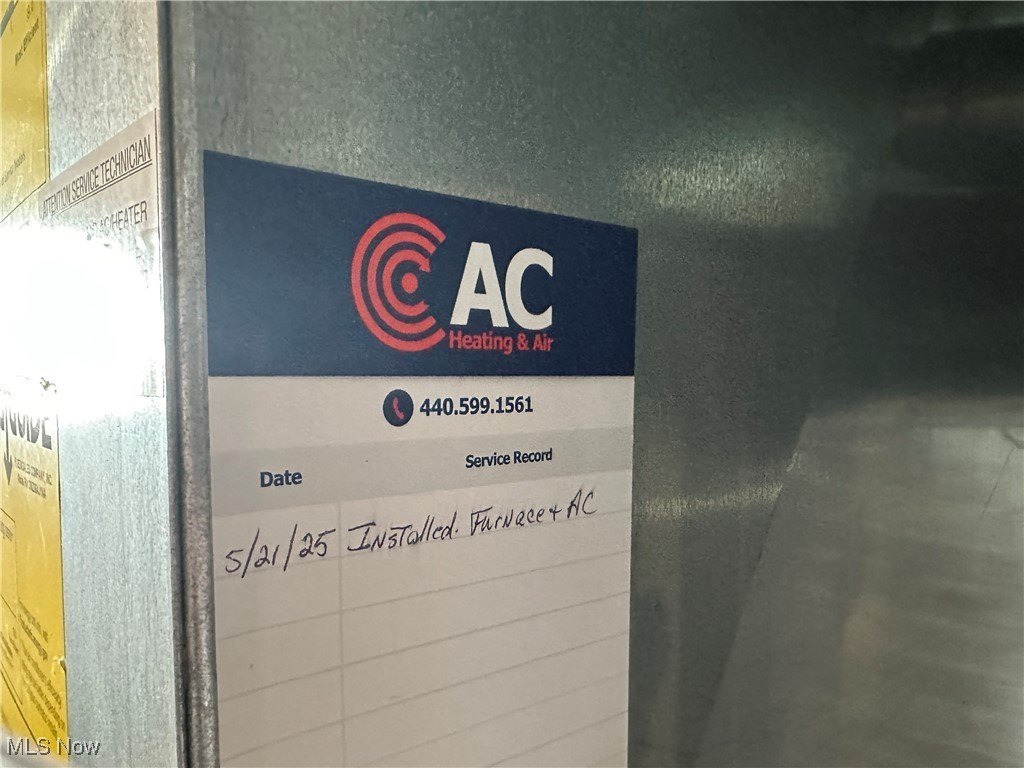 ATTENTION SERVICE TECHNICIAN
AC/HEATER
AC
Heating & Air
440.599.1561
Date Service Record
5/21/25 Installed. Furnace + AC
MLS Now